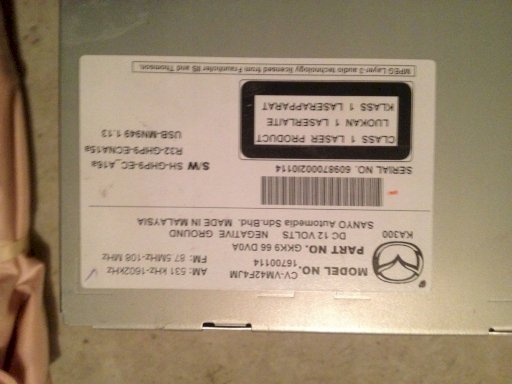 MODEL NO. CV-VM42F4JM
16700114
PART NO. GKK9 66 DV0A
AM: 531 kHz-1602kHz
FM: 87.5MHz-108 MHz
KA300
DC 12 VOLTS NEGATIVE GROUND
SANYO Automedia Sdn.Bhd. MADE IN MALAYSIA
SERIAL NO. 60987000210114
S/W SH-GHP9-EC_A16a
R32-GHP9-ECNA15a
USB-MN949 1.13
CLASS 1 LASER PRODUCT
LUOKAN 1 LASERLAITE
KLASS 1 LASERAPPARAT
MPEG Layer-3 audio technology licensed from Fraunhofer IIS and Thomson.